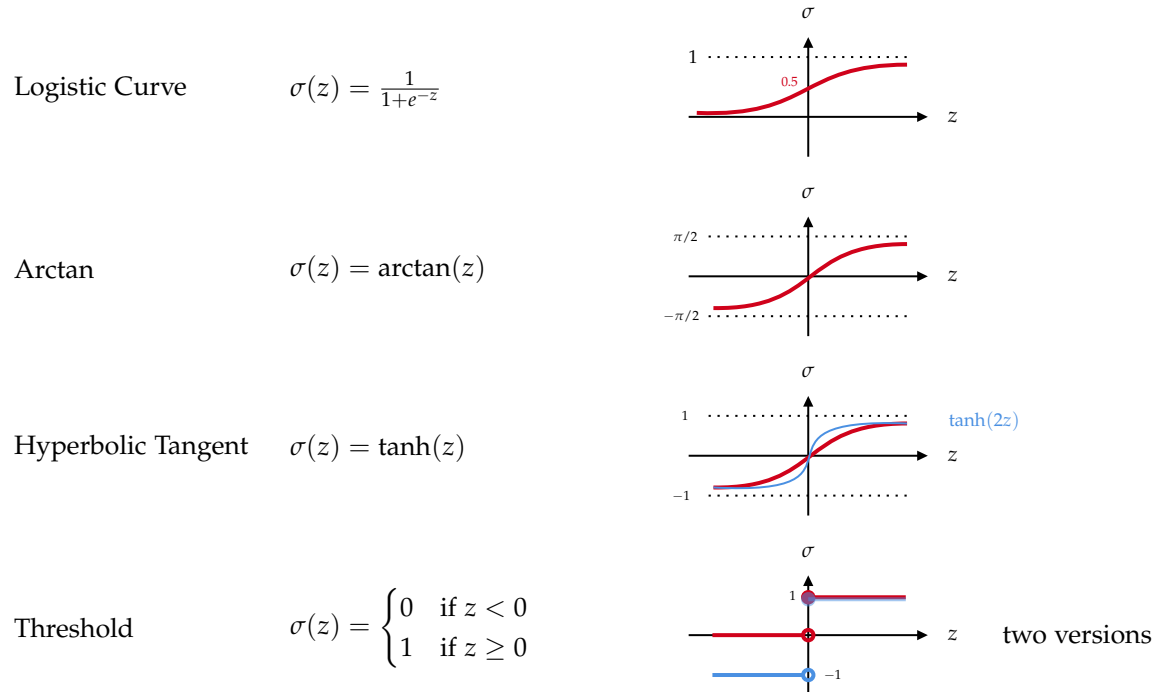 σ
Logistic Curve σ(z) = 1/(1+e^{−z}) 1 0.5 z
σ
Arctan σ(z) = arctan(z) π/2 −π/2 z
σ
Hyperbolic Tangent σ(z) = tanh(z) 1 −1 tanh(2z) z
σ
Threshold σ(z) = { 0 if z < 0 1 z two versions
1 if z ≥ 0 −1